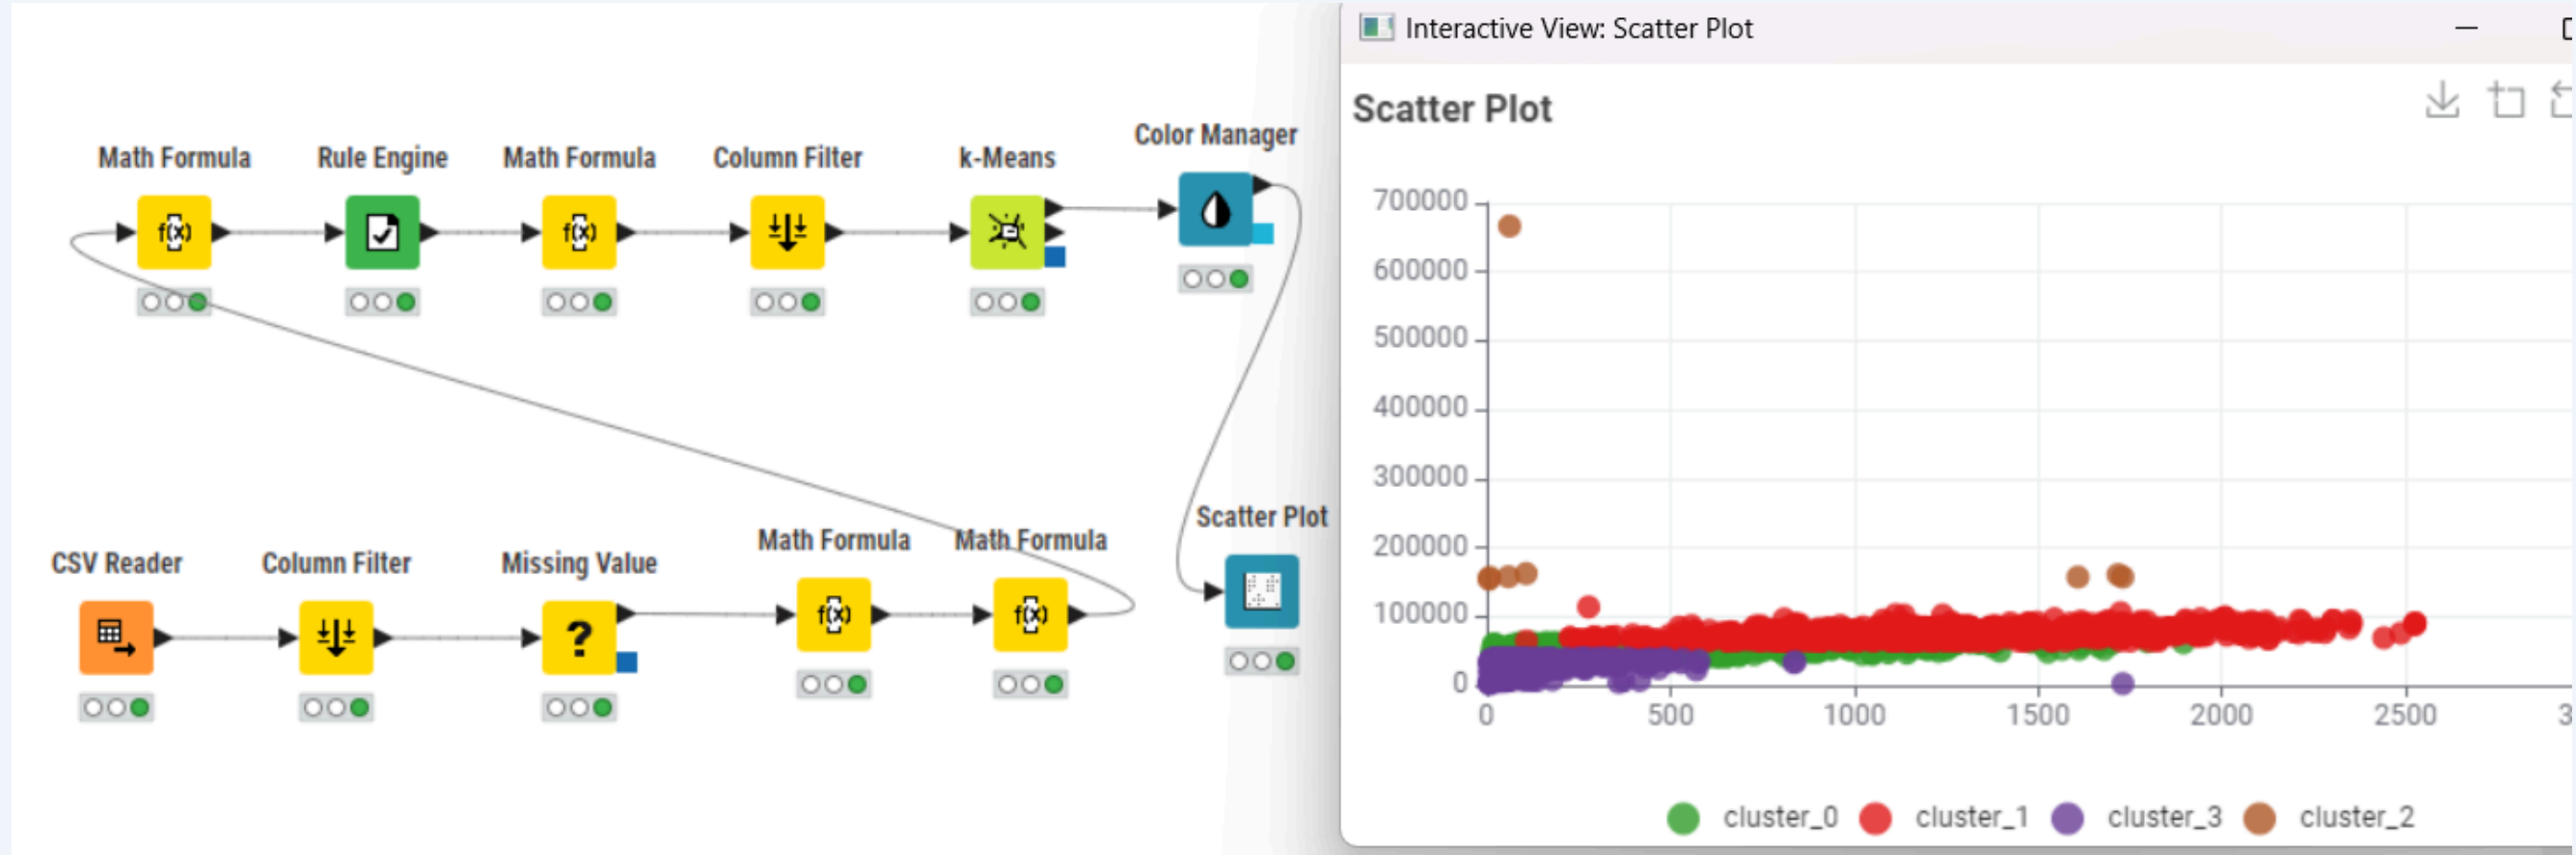 Math Formula
Rule Engine
Math Formula
Column Filter
k-Means
Color Manager
f(x)
f(x)
CSV Reader
Column Filter
Missing Value
Math Formula
Math Formula
Scatter Plot
?
f(x)
f(x)
Interactive View: Scatter Plot
Scatter Plot
700000
600000
500000
400000
300000
200000
100000
0
0 500 1000 1500 2000 2500 3
cluster_0 cluster_1 cluster_3 cluster_2